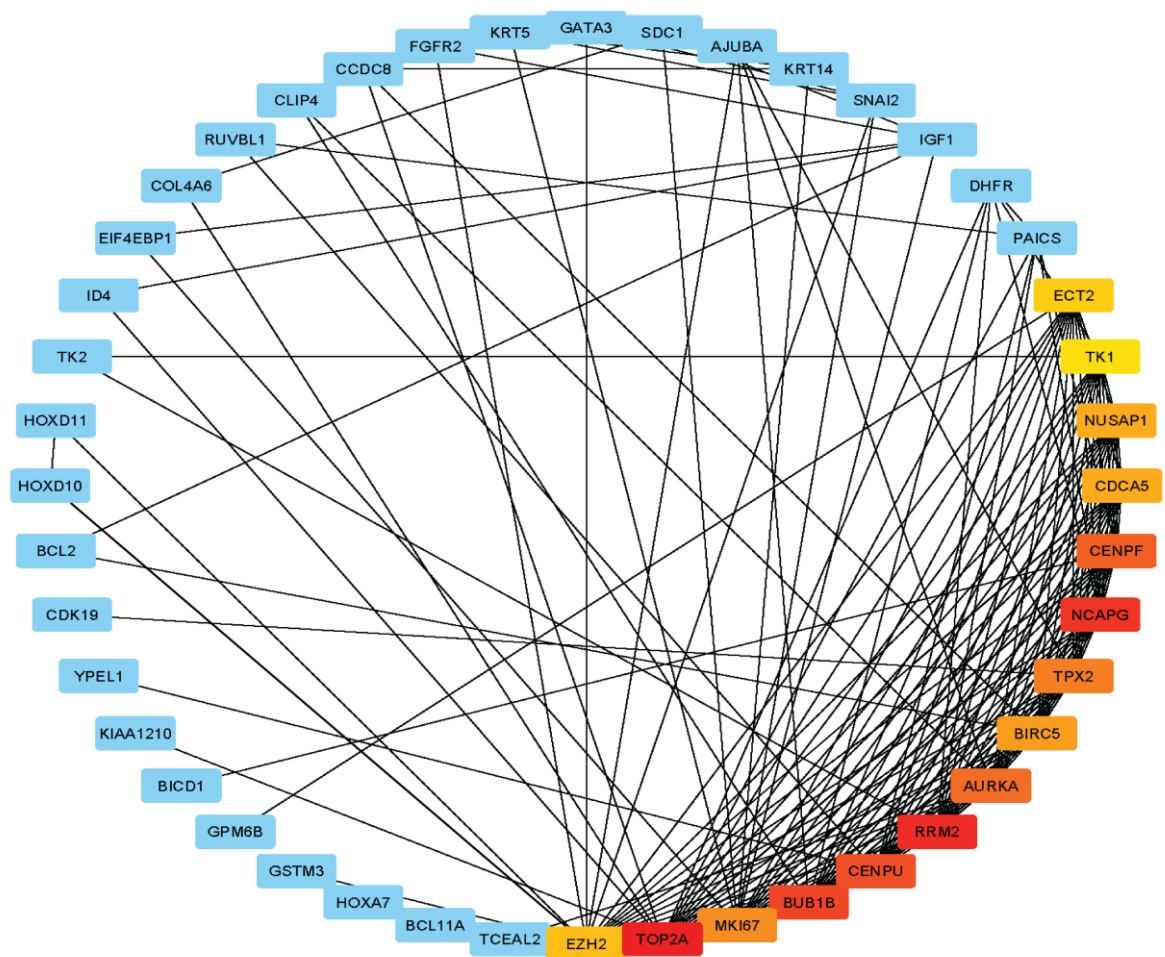 GATA3
KRT5
SDC1
FGFR2
AJUBA
CCDC8
KRT14
CLIP4
SNAI2
RUVBL1
IGF1
COL4A6
DHFR
EIF4EBP1
PAICS
ID4
ECT2
TK2
TK1
HOXD11
NUSAP1
HOXD10
CDCA5
BCL2
CENPF
CDK19
NCAPG
YPEL1
TPX2
KIAA1210
BIRC5
BICD1
AURKA
GPM6B
RRM2
GSTM3
CENPU
HOXA7
BUB1B
BCL11A
MKI67
TCEAL2
EZH2
TOP2A